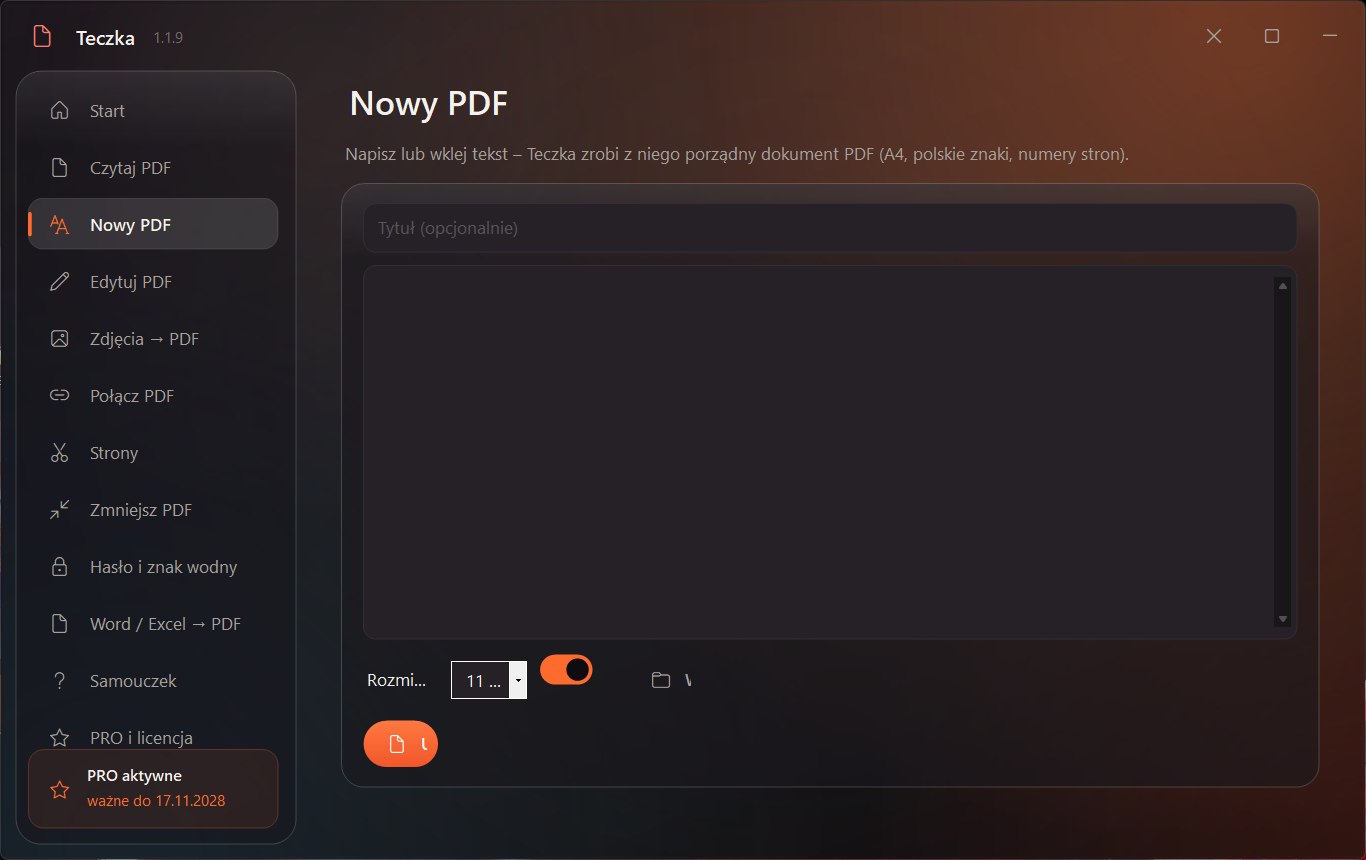 Teczka 1.1.9
Start
Czytaj PDF
Nowy PDF
Edytuj PDF
Zdjęcia → PDF
Połącz PDF
Strony
Zmniejsz PDF
Hasło i znak wodny
Word / Excel → PDF
Samouczek
PRO i licencja
PRO aktywne
ważne do 17.11.2028
Nowy PDF
Napisz lub wklej tekst – Teczka zrobi z niego porządny dokument PDF (A4, polskie znaki, numery stron).
Tytuł (opcjonalnie)
Rozmi... 11 ...